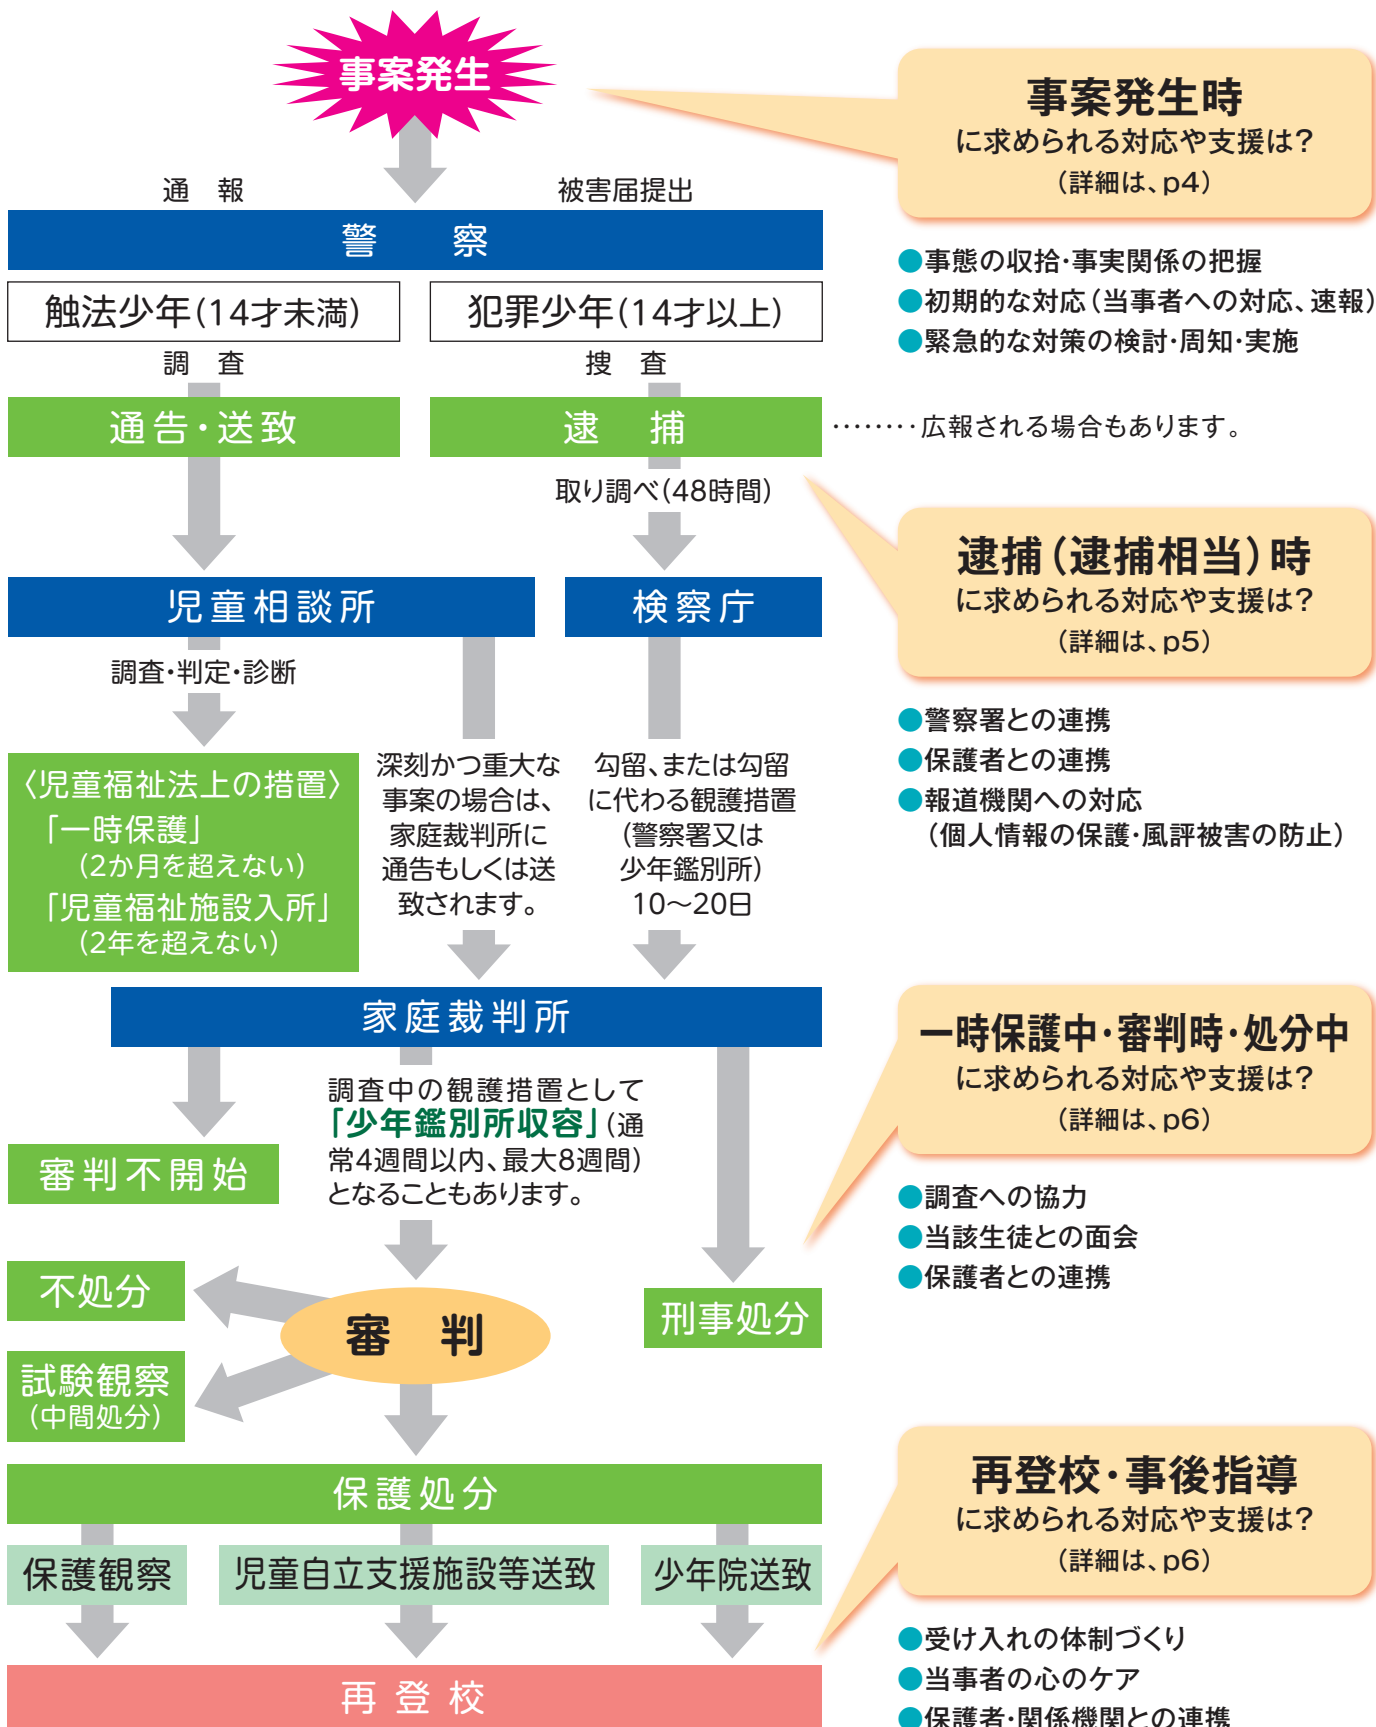 事案発生
通　報
被害届提出
警　察
触法少年(14才未満)
犯罪少年(14才以上)
調　査
捜　査
通告・送致
逮　捕
‥‥‥‥広報される場合もあります。
取り調べ(48時間)
児童相談所
検察庁
調査・判定・診断
〈児童福祉法上の措置〉
「一時保護」
(2か月を超えない)
「児童福祉施設入所」
(2年を超えない)
深刻かつ重大な
事案の場合は、
家庭裁判所に
通告もしくは送
致されます。
勾留、または勾留
に代わる観護措置
(警察署又は
少年鑑別所)
10〜20日
家庭裁判所
調査中の観護措置として
「少年鑑別所収容」(通
常4週間以内、最大8週間)
となることもあります。
審判不開始
不処分
審　判
刑事処分
試験観察
(中間処分)
保護処分
保護観察
児童自立支援施設等送致
少年院送致
再登校
事案発生時
に求められる対応や支援は?
(詳細は、p4)
●事態の収拾・事実関係の把握
●初期的な対応(当事者への対応、速報)
●緊急的な対策の検討・周知・実施
逮捕(逮捕相当)時
に求められる対応や支援は?
(詳細は、p5)
●警察署との連携
●保護者との連携
●報道機関への対応
(個人情報の保護・風評被害の防止)
一時保護中・審判時・処分中
に求められる対応や支援は?
(詳細は、p6)
●調査への協力
●当該生徒との面会
●保護者との連携
再登校・事後指導
に求められる対応や支援は?
(詳細は、p6)
●受け入れの体制づくり
●当事者の心のケア
●保護者・関係機関との連携